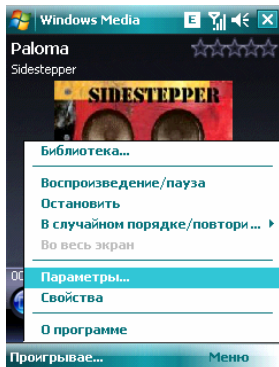 Windows Media
Paloma
Sidestepper
SIDESTEPPER
Библиотека...
Воспроизведение/пауза
Остановить
В случайном порядке/повтори...
Во весь экран
00
Параметры...
Свойства
О программе
Проигрывае... Меню